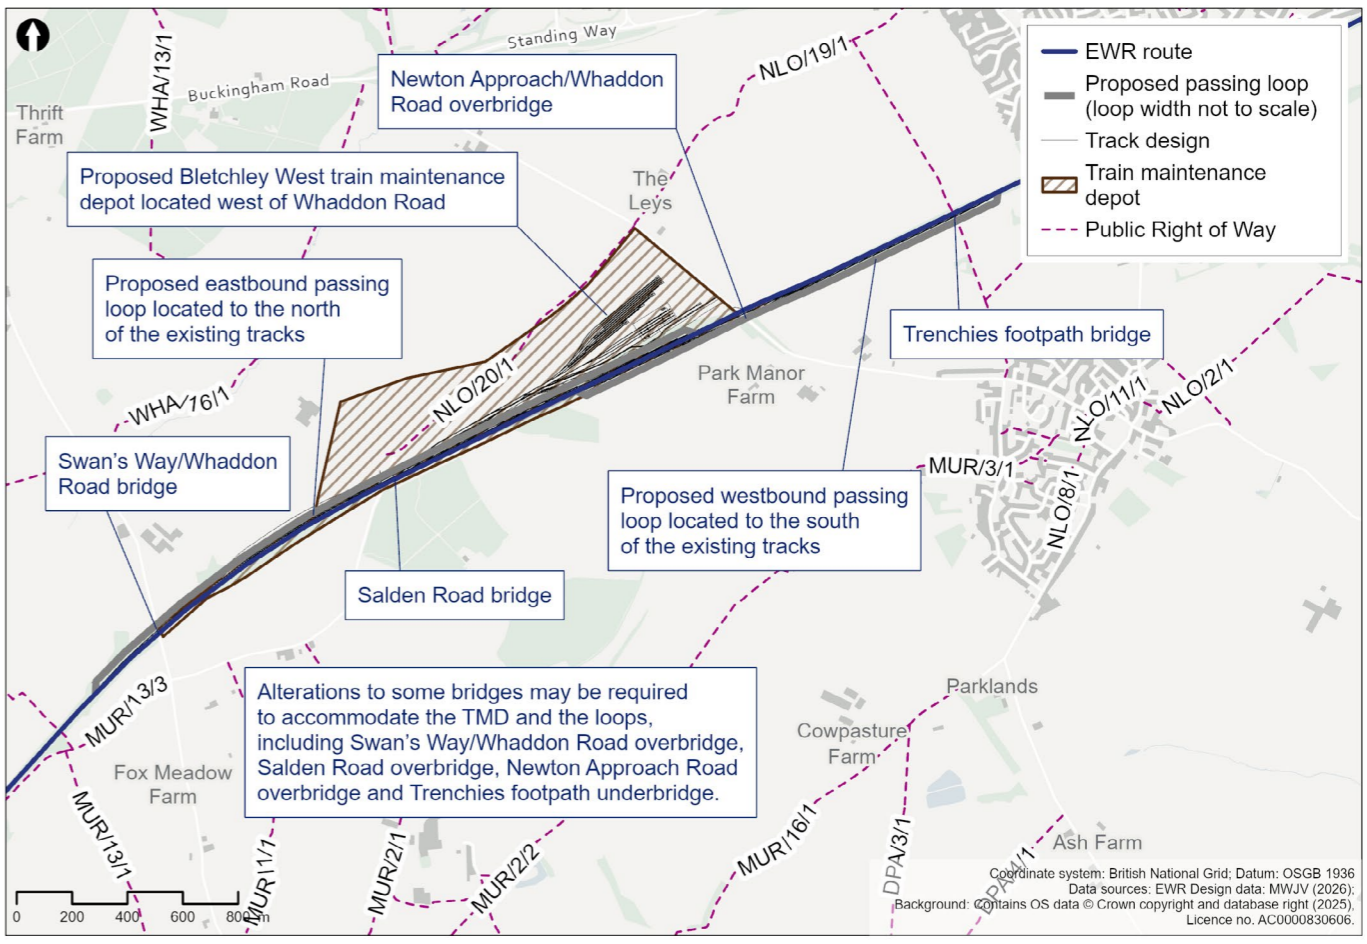 WHA/13/1
Standing Way
Buckingham Road
Thrift
Farm
NLO/19/1
Newton Approach/Whaddon
Road overbridge
EWR route
Proposed passing loop
(loop width not to scale)
Track design
Train maintenance
depot
Public Right of Way
Proposed Bletchley West train maintenance
depot located west of Whaddon Road
The
Leys
Proposed eastbound passing
loop located to the north
of the existing tracks
Trenchies footpath bridge
WHA/16/1
NLO/20/1
Park Manor
Farm
NLO/11/1
NLO/2/1
Swan's Way/Whaddon
Road bridge
MUR/3/1
NLO/8/1
Proposed westbound passing
loop located to the south
of the existing tracks
Salden Road bridge
MUR/13/3
Alterations to some bridges may be required
to accommodate the TMD and the loops,
including Swan's Way/Whaddon Road overbridge,
Salden Road overbridge, Newton Approach Road
overbridge and Trenchies footpath underbridge.
Parklands
Cowpasture
Farm
Fox Meadow
Farm
MUR/13/1
MUR/1/1
MUR/2/1
MUR/2/2
MUR/16/1
DPA/3/1
DPA/4/1
Ash Farm
0 200 400 600 800 m
Coordinate system: British National Grid; Datum: OSGB 1936
Data sources: EWR Design data: MWJV (2026);
Background: Contains OS data © Crown copyright and database right (2025),
Licence no. AC0000830606.